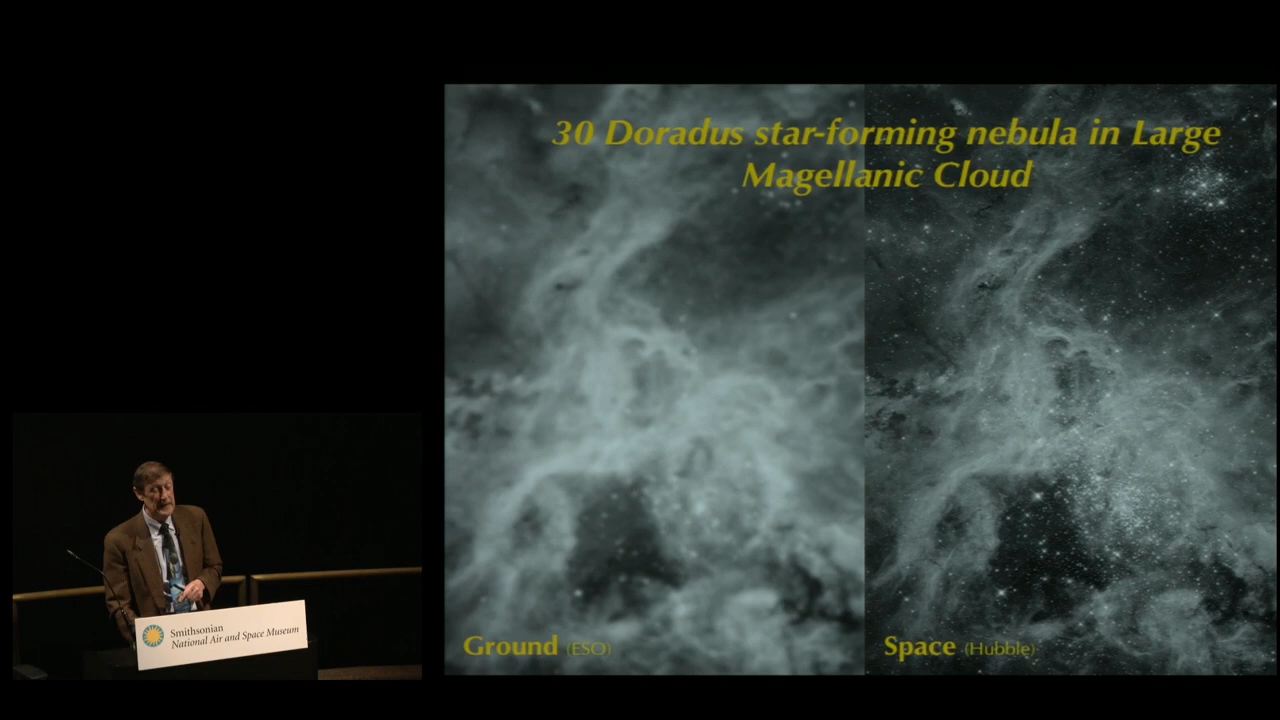 30 Doradus star-forming nebula in Large
Magellanic Cloud
Ground (ESO)
Space (Hubble)
Smithsonian
National Air and Space Museum